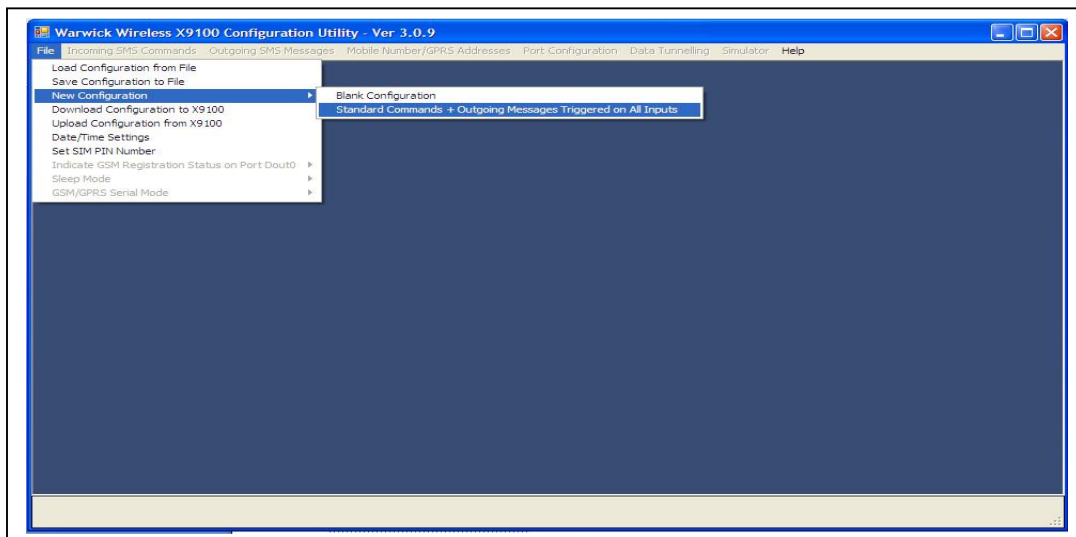 Warwick Wireless X9100 Configuration Utility - Ver 3.0.9
File Incoming SMS Commands Outgoing SMS Messages Mobile Number/GPRS Addresses Port Configuration Data Tunnelling Simulator Help
Load Configuration from File
Save Configuration to File
New Configuration
Blank Configuration
Standard Commands + Outgoing Messages Triggered on All Inputs
Download Configuration to X9100
Upload Configuration from X9100
Date/Time Settings
Set SIM PIN Number
Indicate GSM Registration Status on Port Dout0
Sleep Mode
GSM/GPRS Serial Mode